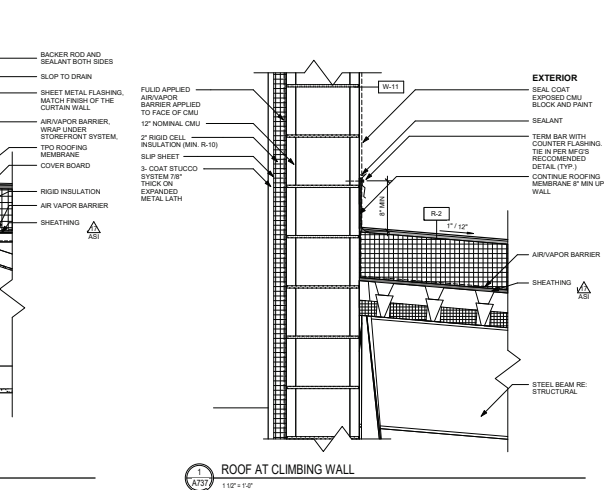 BACKER ROD AND
SEALANT BOTH SIDES
SLOP TO DRAIN
SHEET METAL FLASHING,
MATCH FINISH OF THE
CURTAIN WALL
AIR/VAPOR BARRIER,
WRAP UNDER
STOREFRONT SYSTEM,
TPO ROOFING
MEMBRANE
COVER BOARD
RIGID INSULATION
AIR VAPOR BARRIER
SHEATHING
17
ASI
FULID APPLIED
AIR/VAPOR
BARRIER APPLIED
TO FACE OF CMU
12" NOMINAL CMU
2" RIGID CELL
INSULATION (MIN. R-10)
SLIP SHEET
3- COAT STUCCO
SYSTEM 7/8"
THICK ON
EXPANDED
METAL LATH
W-11
8" MIN
R-2
1" / 12"
EXTERIOR
SEAL COAT
EXPOSED CMU
BLOCK AND PAINT
SEALANT
TERM BAR WITH
COUNTER FLASHING.
TIE IN PER MFG'S
RECCOMENDED
DETAIL (TYP.)
CONTINUE ROOFING
MEMBRANE 8" MIN UP
WALL
AIR/VAPOR BARRIER
SHEATHING
17
ASI
STEEL BEAM RE:
STRUCTURAL
1
A737
ROOF AT CLIMBING WALL
1 1/2" = 1'-0"